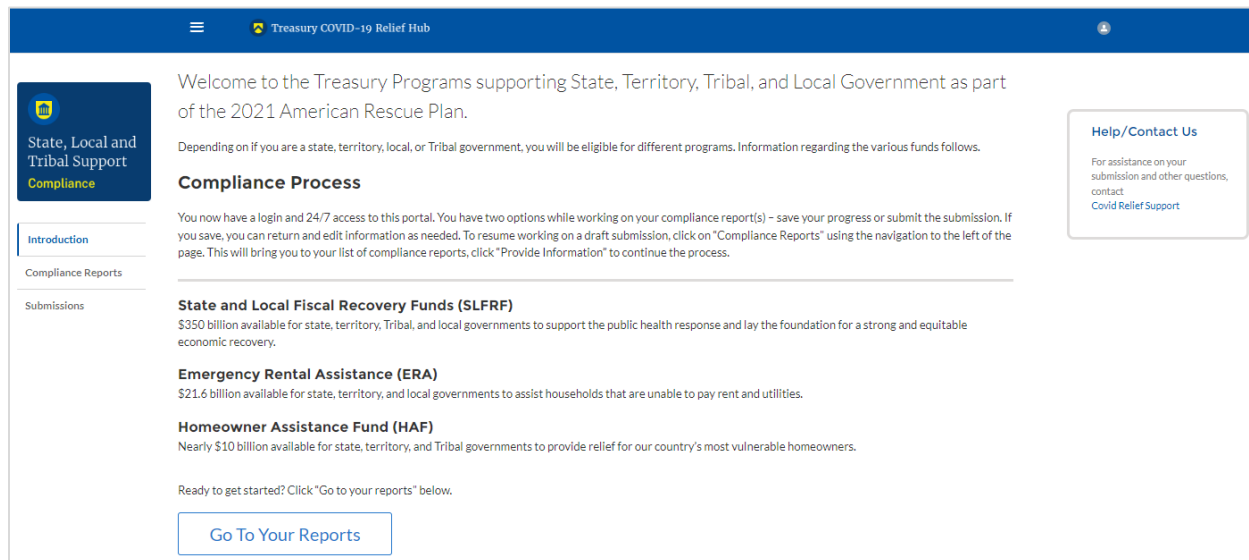 Treasury COVID-19 Relief Hub
State, Local and
Tribal Support
Compliance
Introduction
Compliance Reports
Submissions
Welcome to the Treasury Programs supporting State, Territory, Tribal, and Local Government as part
of the 2021 American Rescue Plan.
Depending on if you are a state, territory, local, or Tribal government, you will be eligible for different programs. Information regarding the various funds follows.
Compliance Process
You now have a login and 24/7 access to this portal. You have two options while working on your compliance report(s) – save your progress or submit the submission. If
you save, you can return and edit information as needed. To resume working on a draft submission, click on "Compliance Reports" using the navigation to the left of the
page. This will bring you to your list of compliance reports, click "Provide Information" to continue the process.
State and Local Fiscal Recovery Funds (SLFRF)
$350 billion available for state, territory, Tribal, and local governments to support the public health response and lay the foundation for a strong and equitable
economic recovery.
Emergency Rental Assistance (ERA)
$21.6 billion available for state, territory, and local governments to assist households that are unable to pay rent and utilities.
Homeowner Assistance Fund (HAF)
Nearly $10 billion available for state, territory, and Tribal governments to provide relief for our country's most vulnerable homeowners.
Ready to get started? Click "Go to your reports" below.
Go To Your Reports
Help/Contact Us
For assistance on your
submission and other questions,
contact
Covid Relief Support